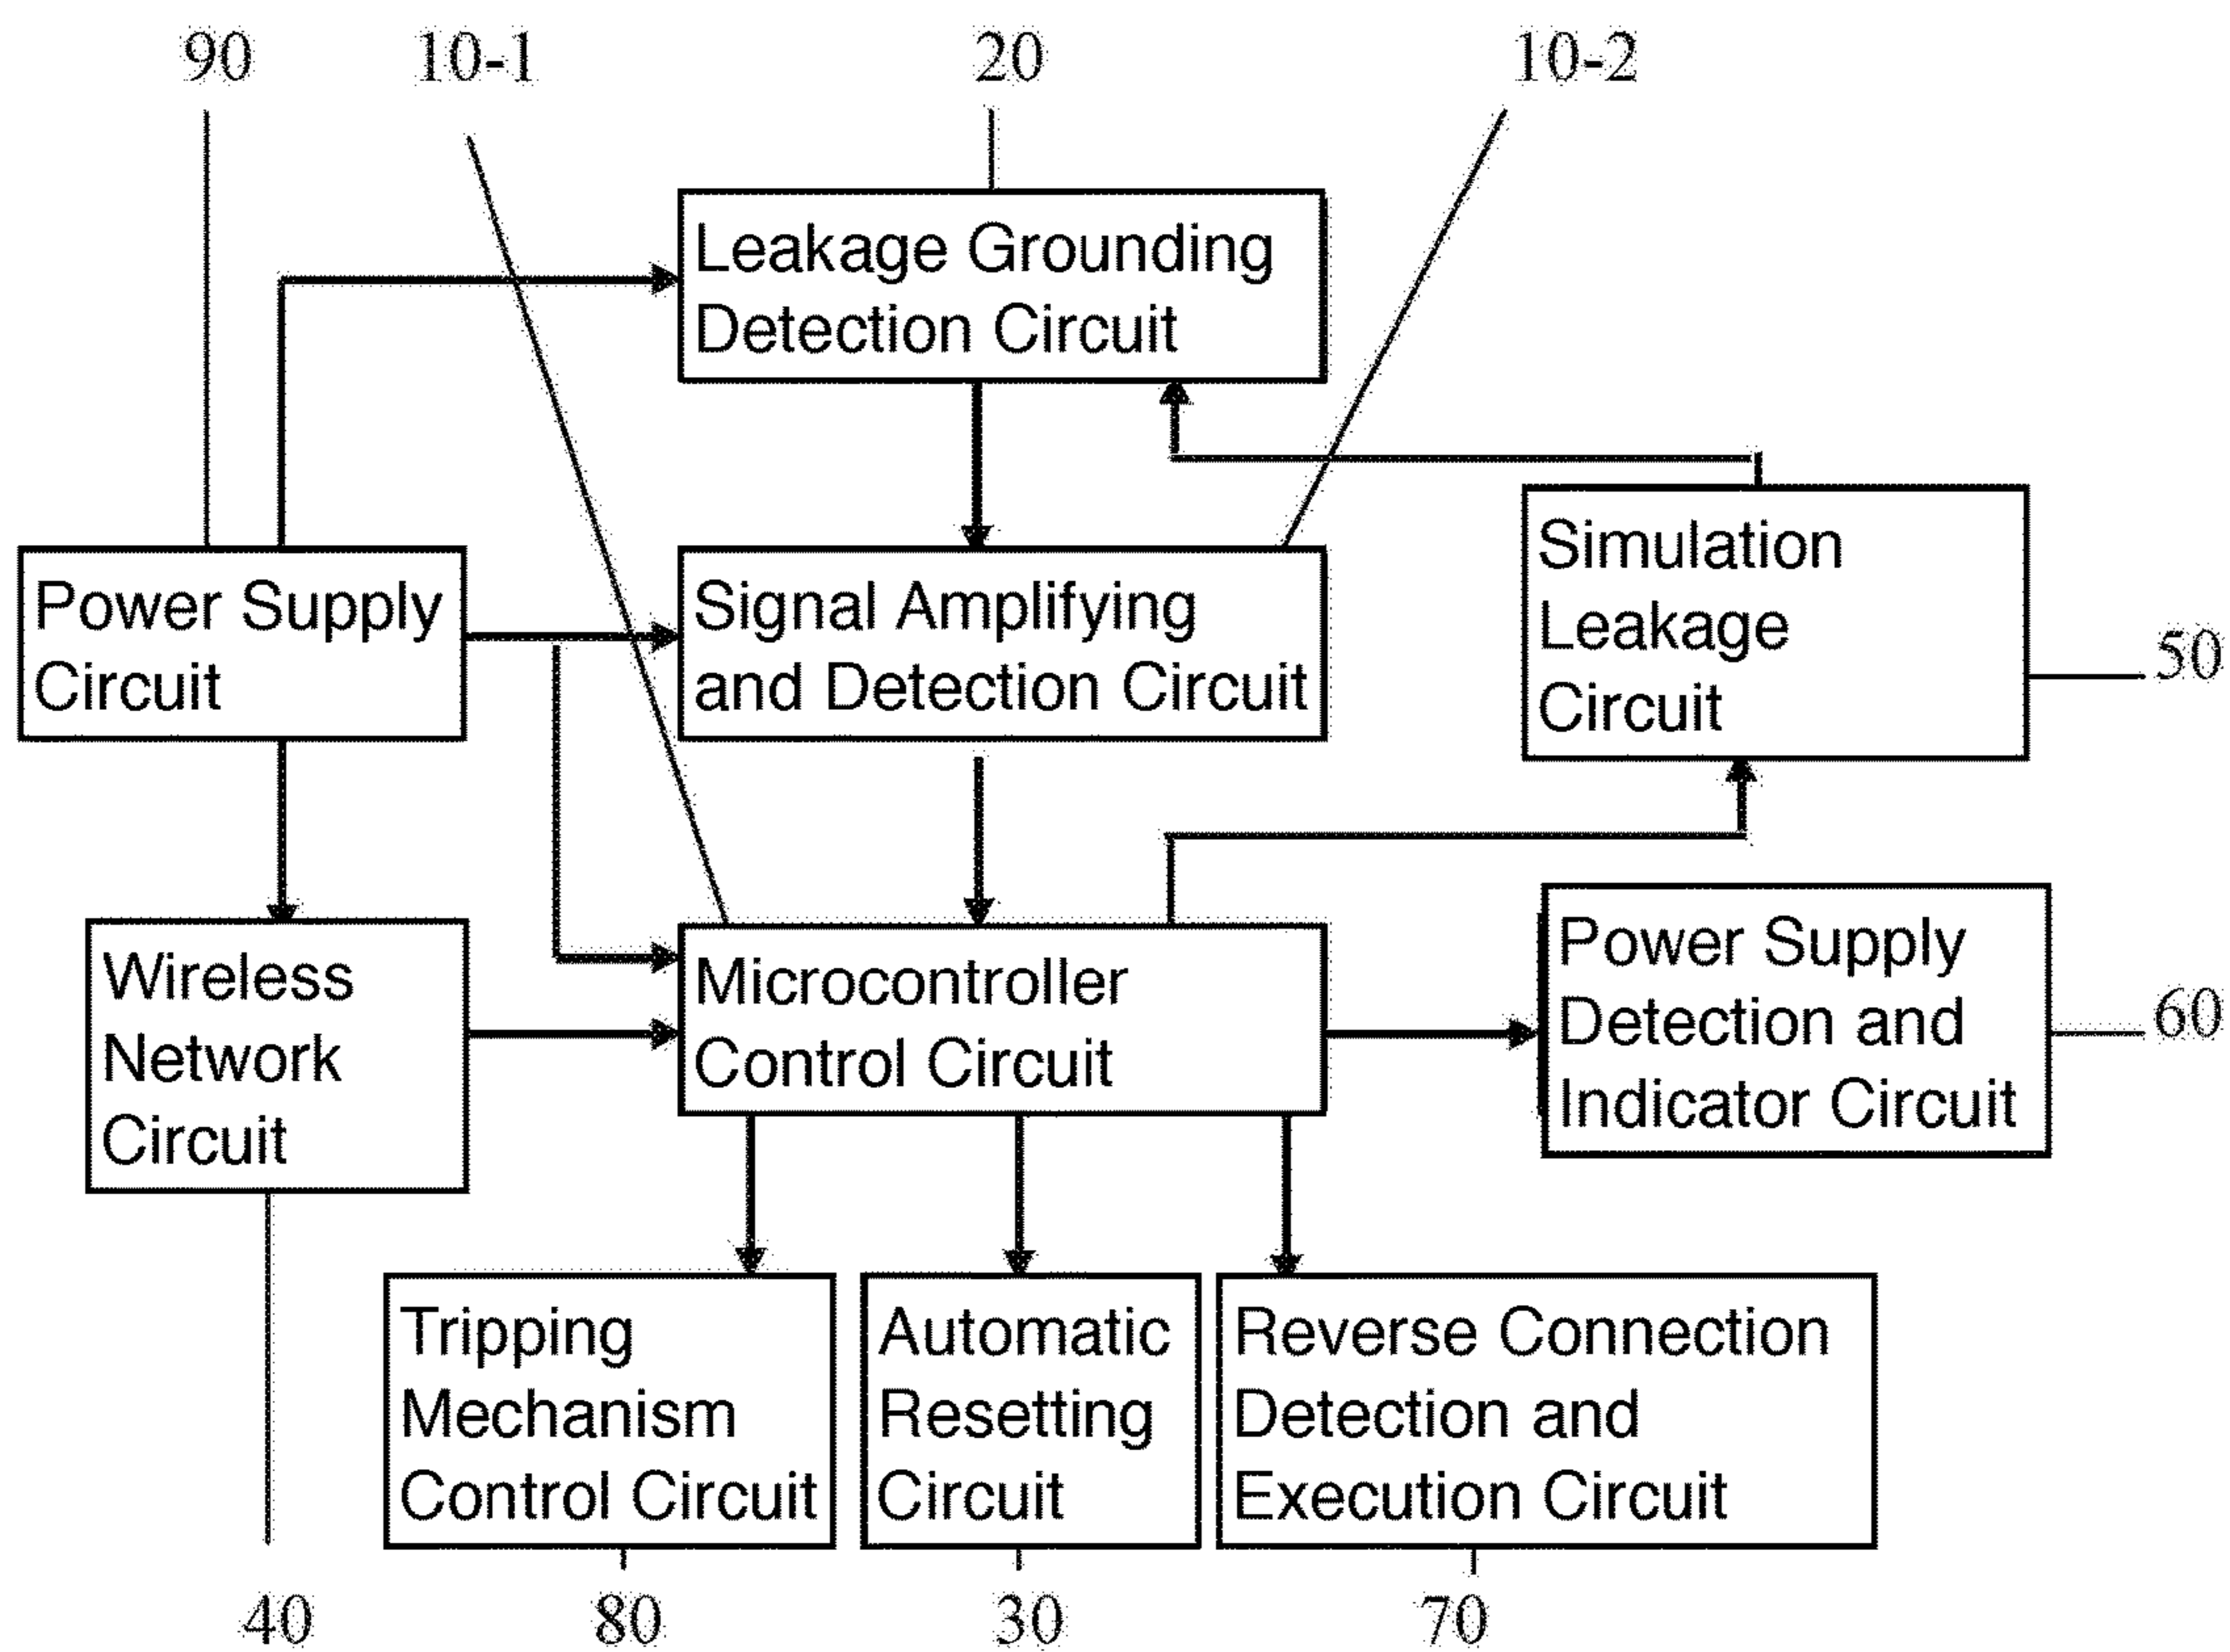 90
10-1
20
10-2
Leakage Grounding
Detection Circuit
Power Supply
Circuit
Signal Amplifying
and Detection Circuit
Simulation
Leakage
Circuit
50
Wireless
Network
Circuit
Microcontroller
Control Circuit
Power Supply
Detection and
Indicator Circuit
60
Tripping
Mechanism
Control Circuit
Automatic
Resetting
Circuit
Reverse Connection
Detection and
Execution Circuit
40
80
30
70